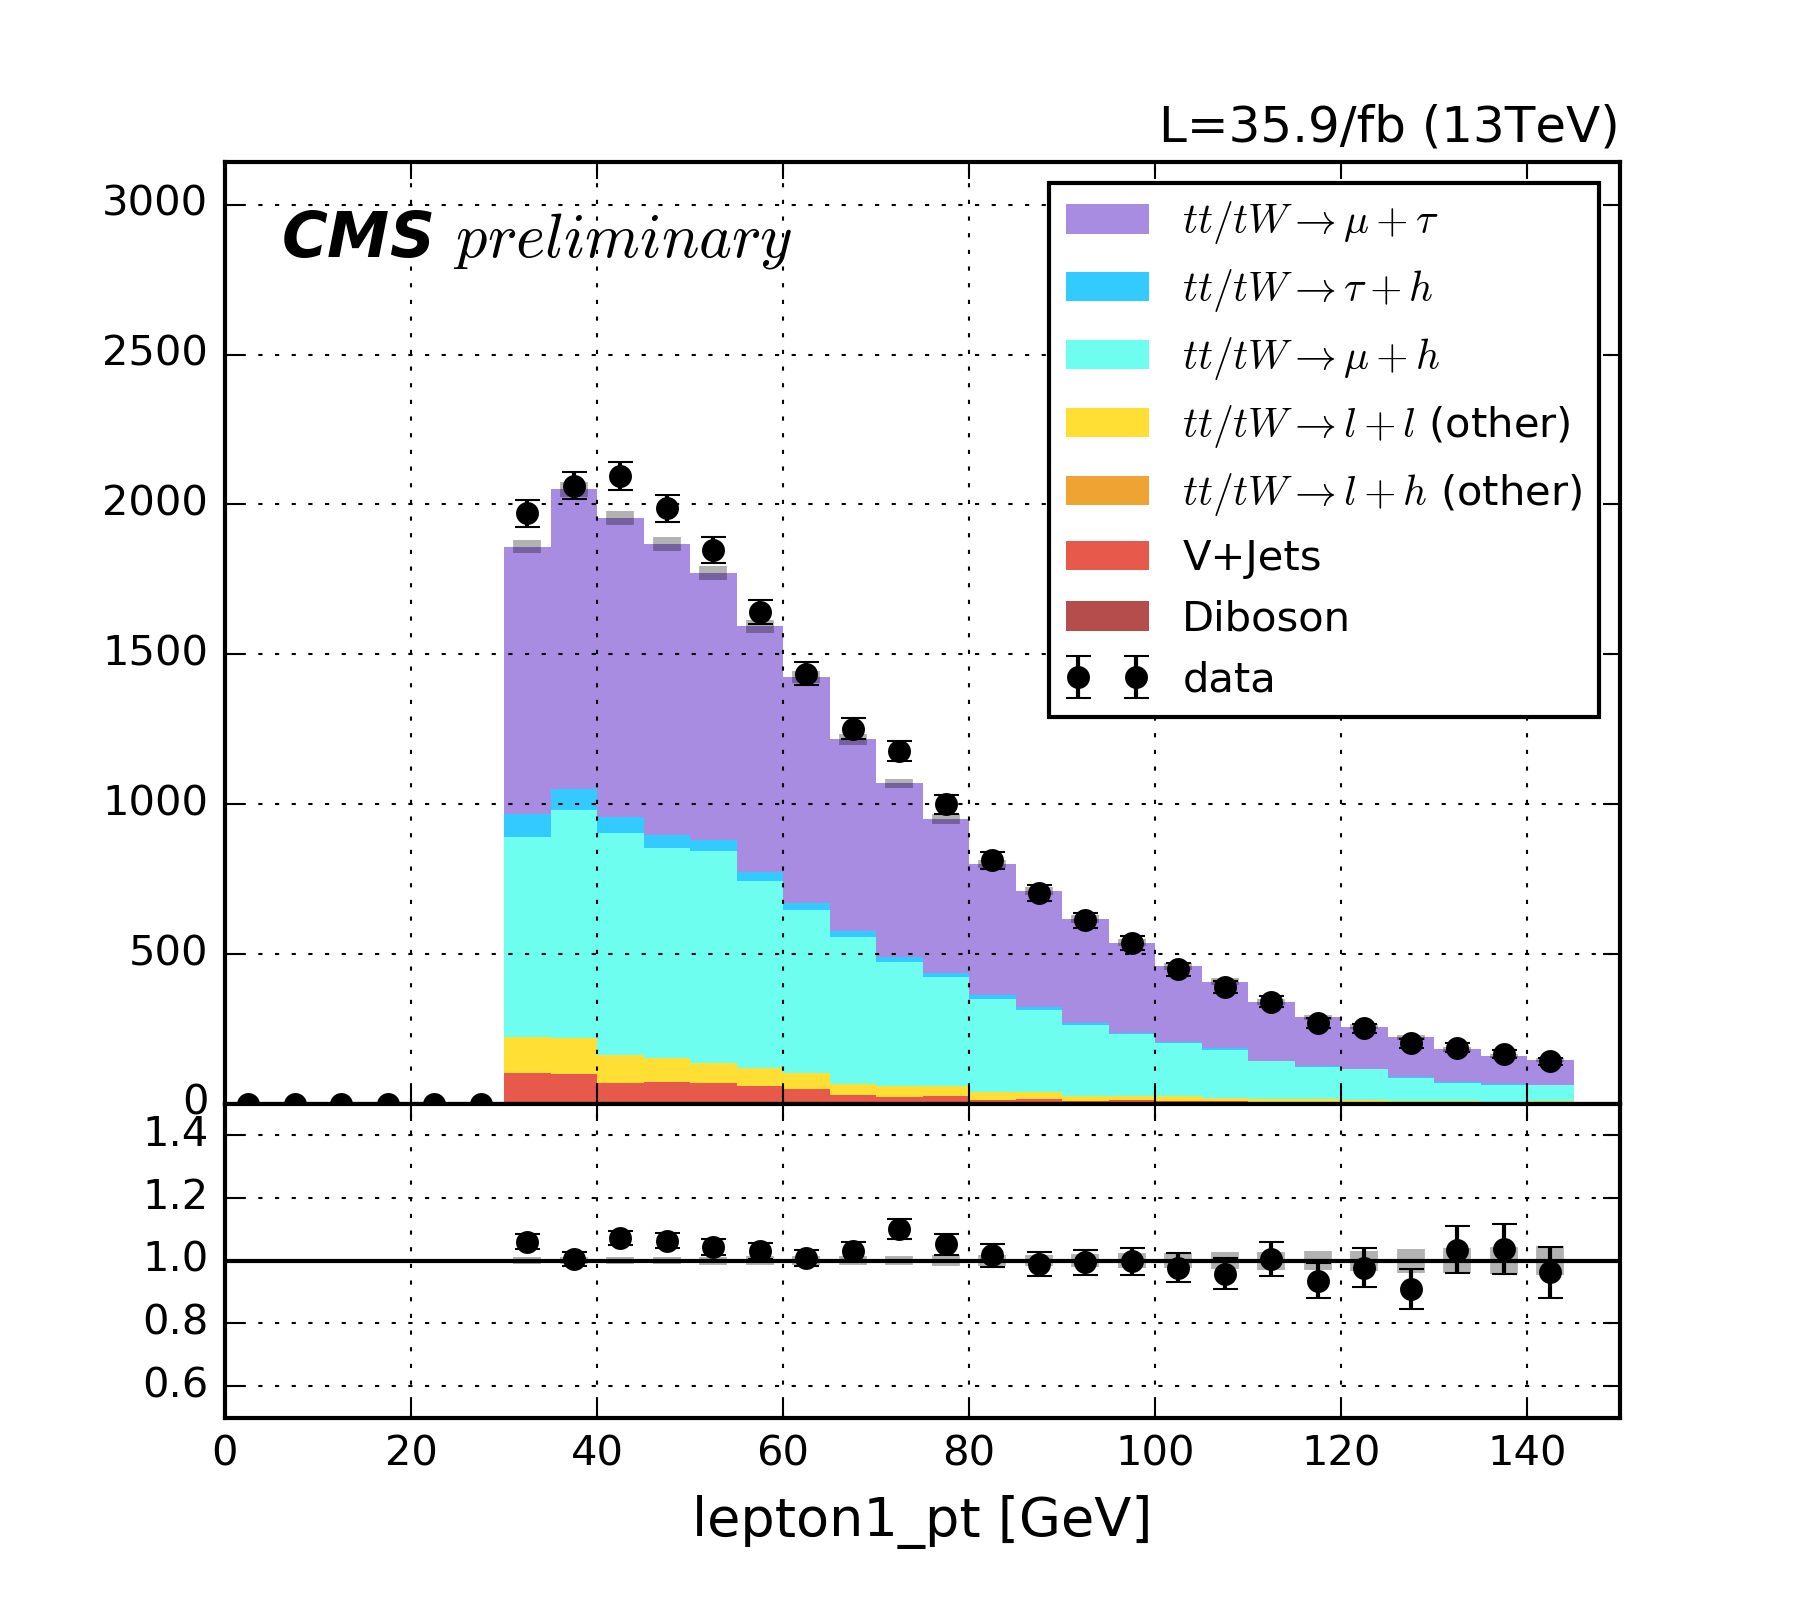 L=35.9/fb (13TeV)
CMS preliminary
3000
2500
2000
1500
1000
500
0
tt/tW→μ+τ
tt/tW→τ+h
tt/tW→μ+h
tt/tW→l+l (other)
tt/tW→l+h (other)
V+Jets
Diboson
data
1.4
1.2
1.0
0.8
0.6
0 20 40 60 80 100 120 140
lepton1_pt [GeV]